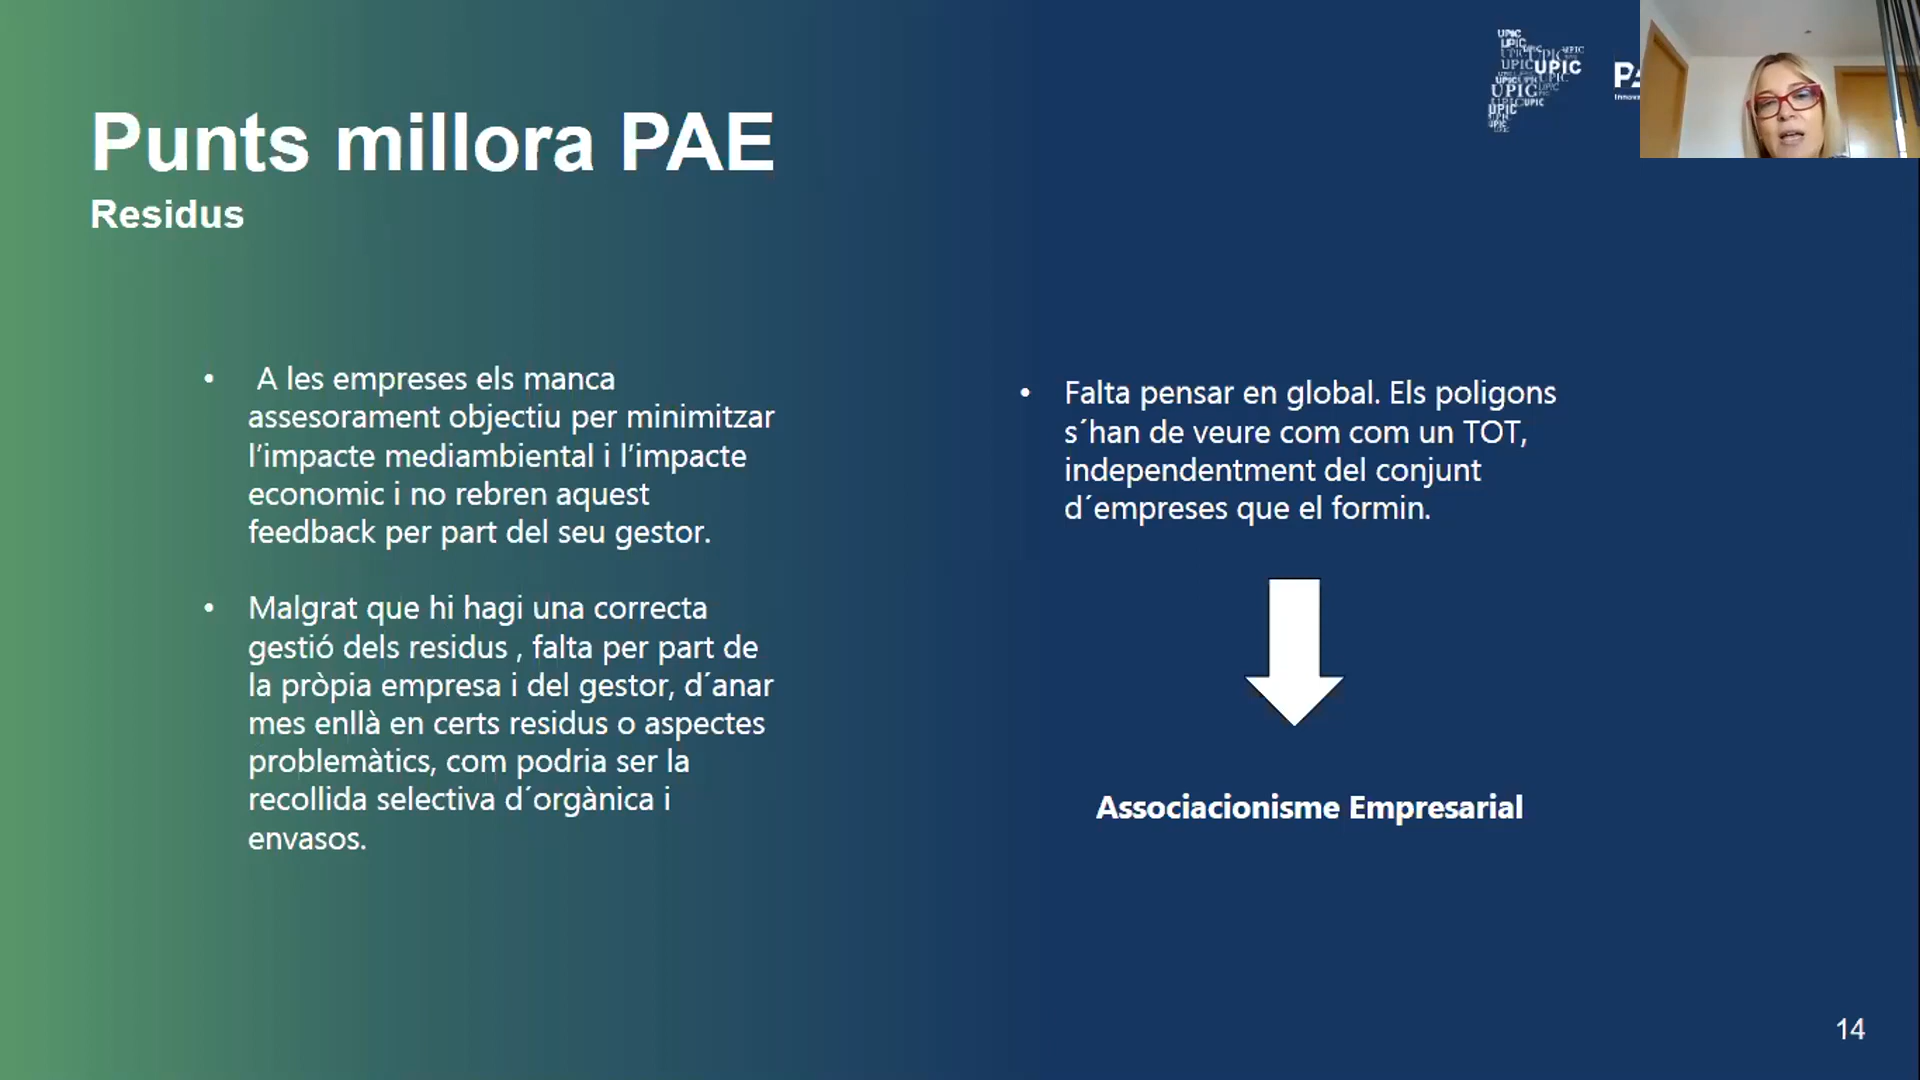 Punts millora PAE
Residus
• A les empreses els manca
assesorament objectiu per minimitzar
l’impacte mediambiental i l’impacte
economic i no rebren aquest
feedback per part del seu gestor.
• Malgrat que hi hagi una correcta
gestió dels residus , falta per part de
la pròpia empresa i del gestor, d´anar
mes enllà en certs residus o aspectes
problemàtics, com podria ser la
recollida selectiva d´orgànica i
envasos.
• Falta pensar en global. Els poligons
s´han de veure com com un TOT,
independentment del conjunt
d´empreses que el formin.
Associacionisme Empresarial
UPIC
14